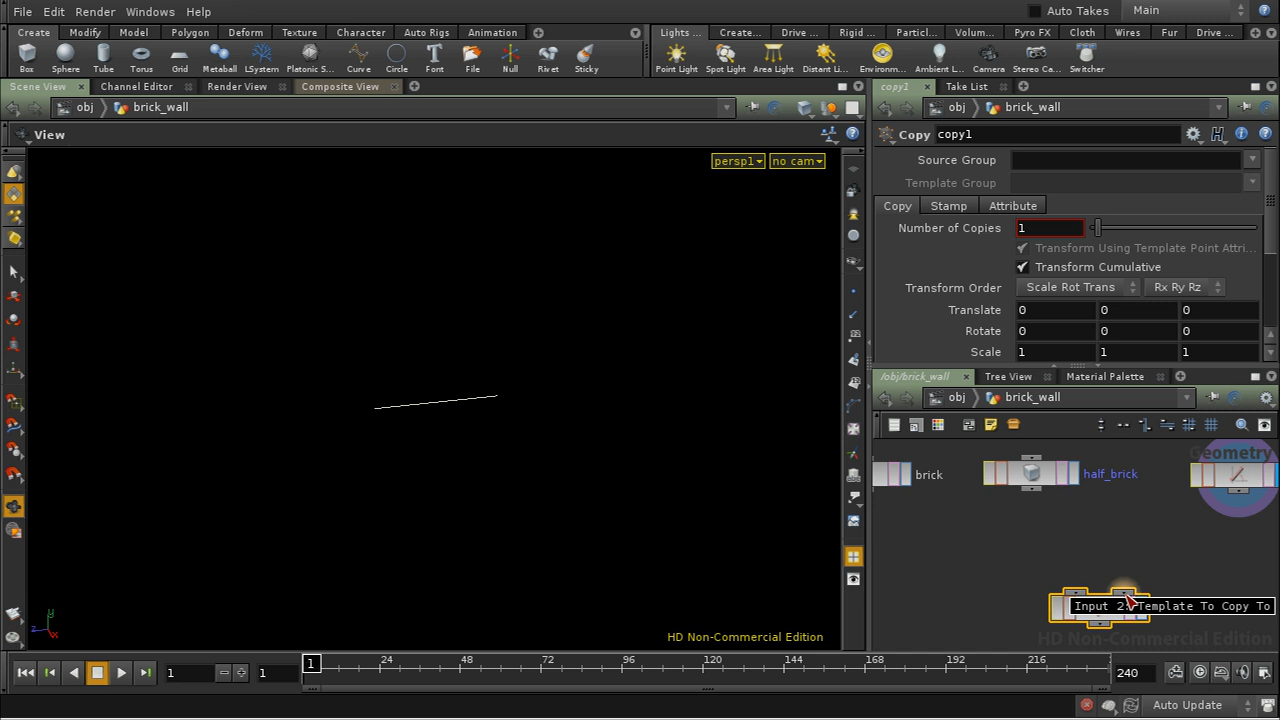 File Edit Render Windows Help Auto Takes Main
Create Modify Model Polygon Deform Texture Character Auto Rigs Animation Lights ... Create... Drive ... Rigid ... Particl... Volum... Pyro FX Cloth Wires Fur Drive ...
Box Sphere Tube Torus Grid Metaball LSystem Platonic S... Curve Circle Font File Null Rivet Sticky Point Light Spot Light Area Light Distant Li... Environm... Ambient L... Camera Stereo Ca... Switcher
Scene View Channel Editor Render View Composite View copy1 Take List
obj brick_wall obj brick_wall
View Copy copy1
persp1 no cam
Source Group
Template Group
Copy Stamp Attribute
Number of Copies 1
Transform Using Template Point Attri...
Transform Cumulative
Transform Order Scale Rot Trans Rx Ry Rz
Translate 0 0 0
Rotate 0 0 0
Scale 1 1 1
/obj/brick_wall Tree View Material Palette
obj brick_wall
Geometry
brick half_brick
Input 2: Template To Copy To
HD Non-Commercial Edition
HD Non-Commercial Edition
y
z x
1 1 1 24 48 72 96 120 144 168 192 216 240
Auto Update